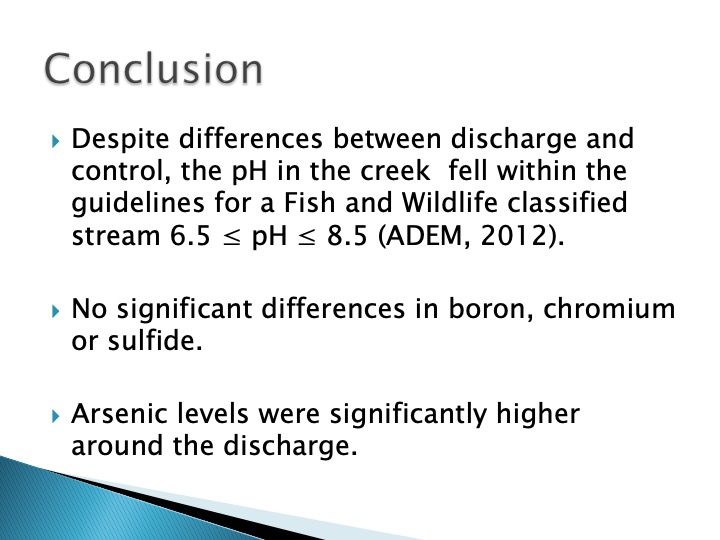 Conclusion
Despite differences between discharge and
control, the pH in the creek  fell within the
guidelines for a Fish and Wildlife classified
stream 6.5 ≤ pH ≤ 8.5 (ADEM, 2012).
No significant differences in boron, chromium
or sulfide.
Arsenic levels were significantly higher
around the discharge.